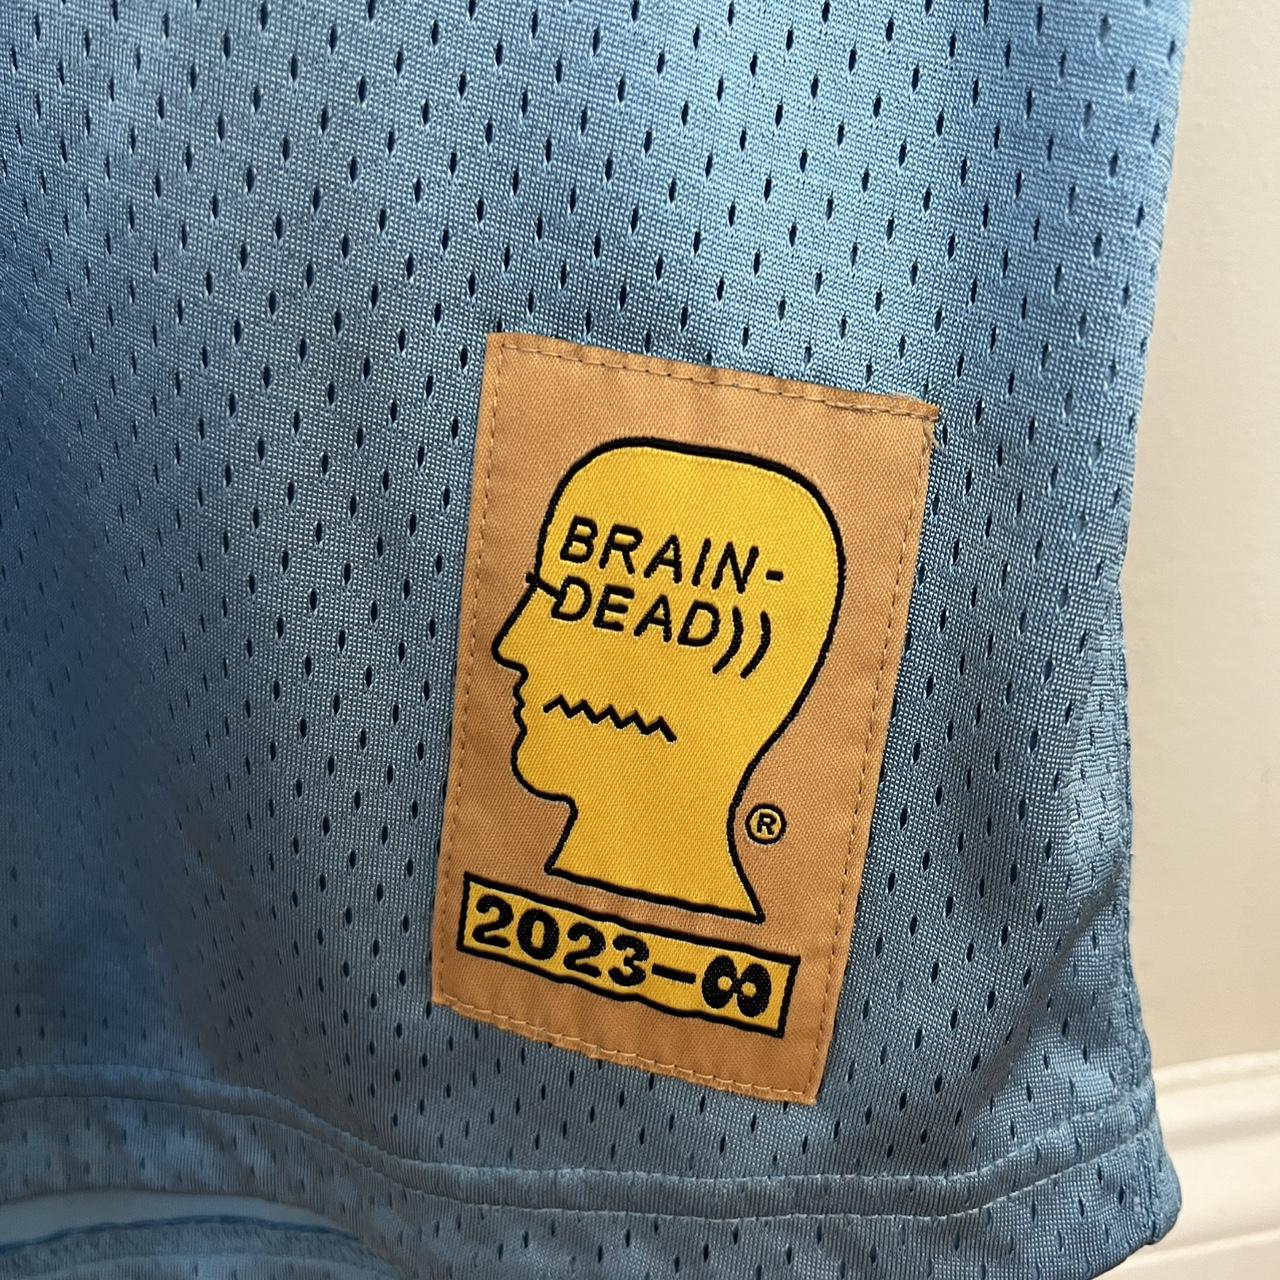 BRAIN-
DEAD))
®
2023-∞